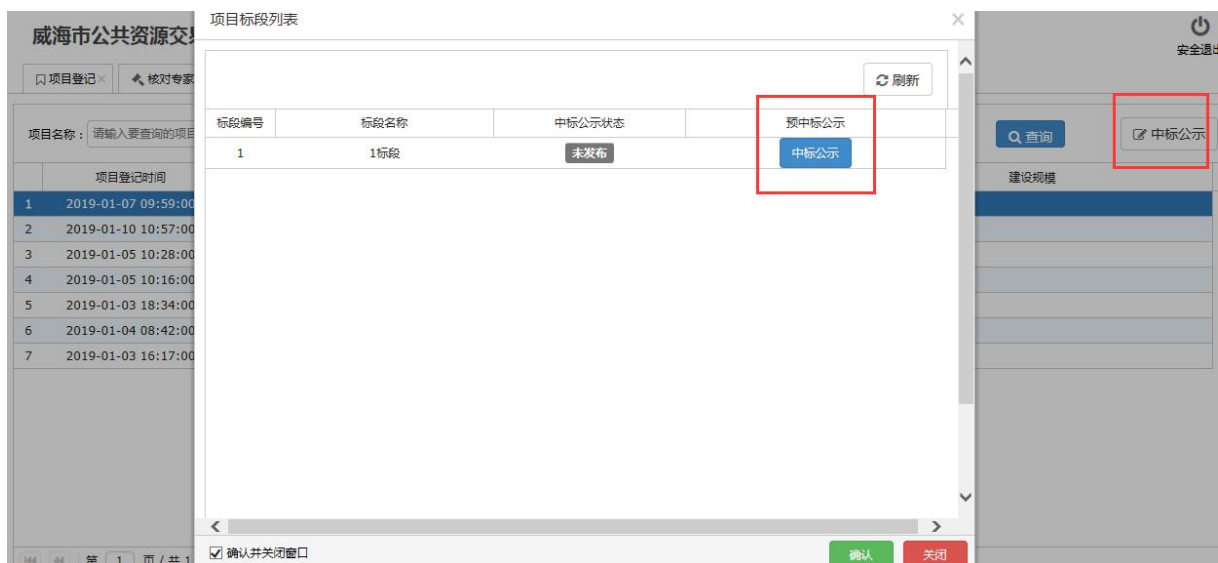 威海市公共资源交
项目标段列表
安全退
项目登记
核对专家
刷新
项目名称：
请输入要查询的项目
查询
中标公示
标段编号
标段名称
中标公示状态
预中标公示
1
1标段
未发布
中标公示
项目登记时间
建设规模
1
2019-01-07 09:59:00
2
2019-01-10 10:57:00
3
2019-01-05 10:28:00
4
2019-01-05 10:16:00
5
2019-01-03 18:34:00
6
2019-01-04 08:42:00
7
2019-01-03 16:17:00
第 1 页/共 1
确认并关闭窗口
确认
关闭